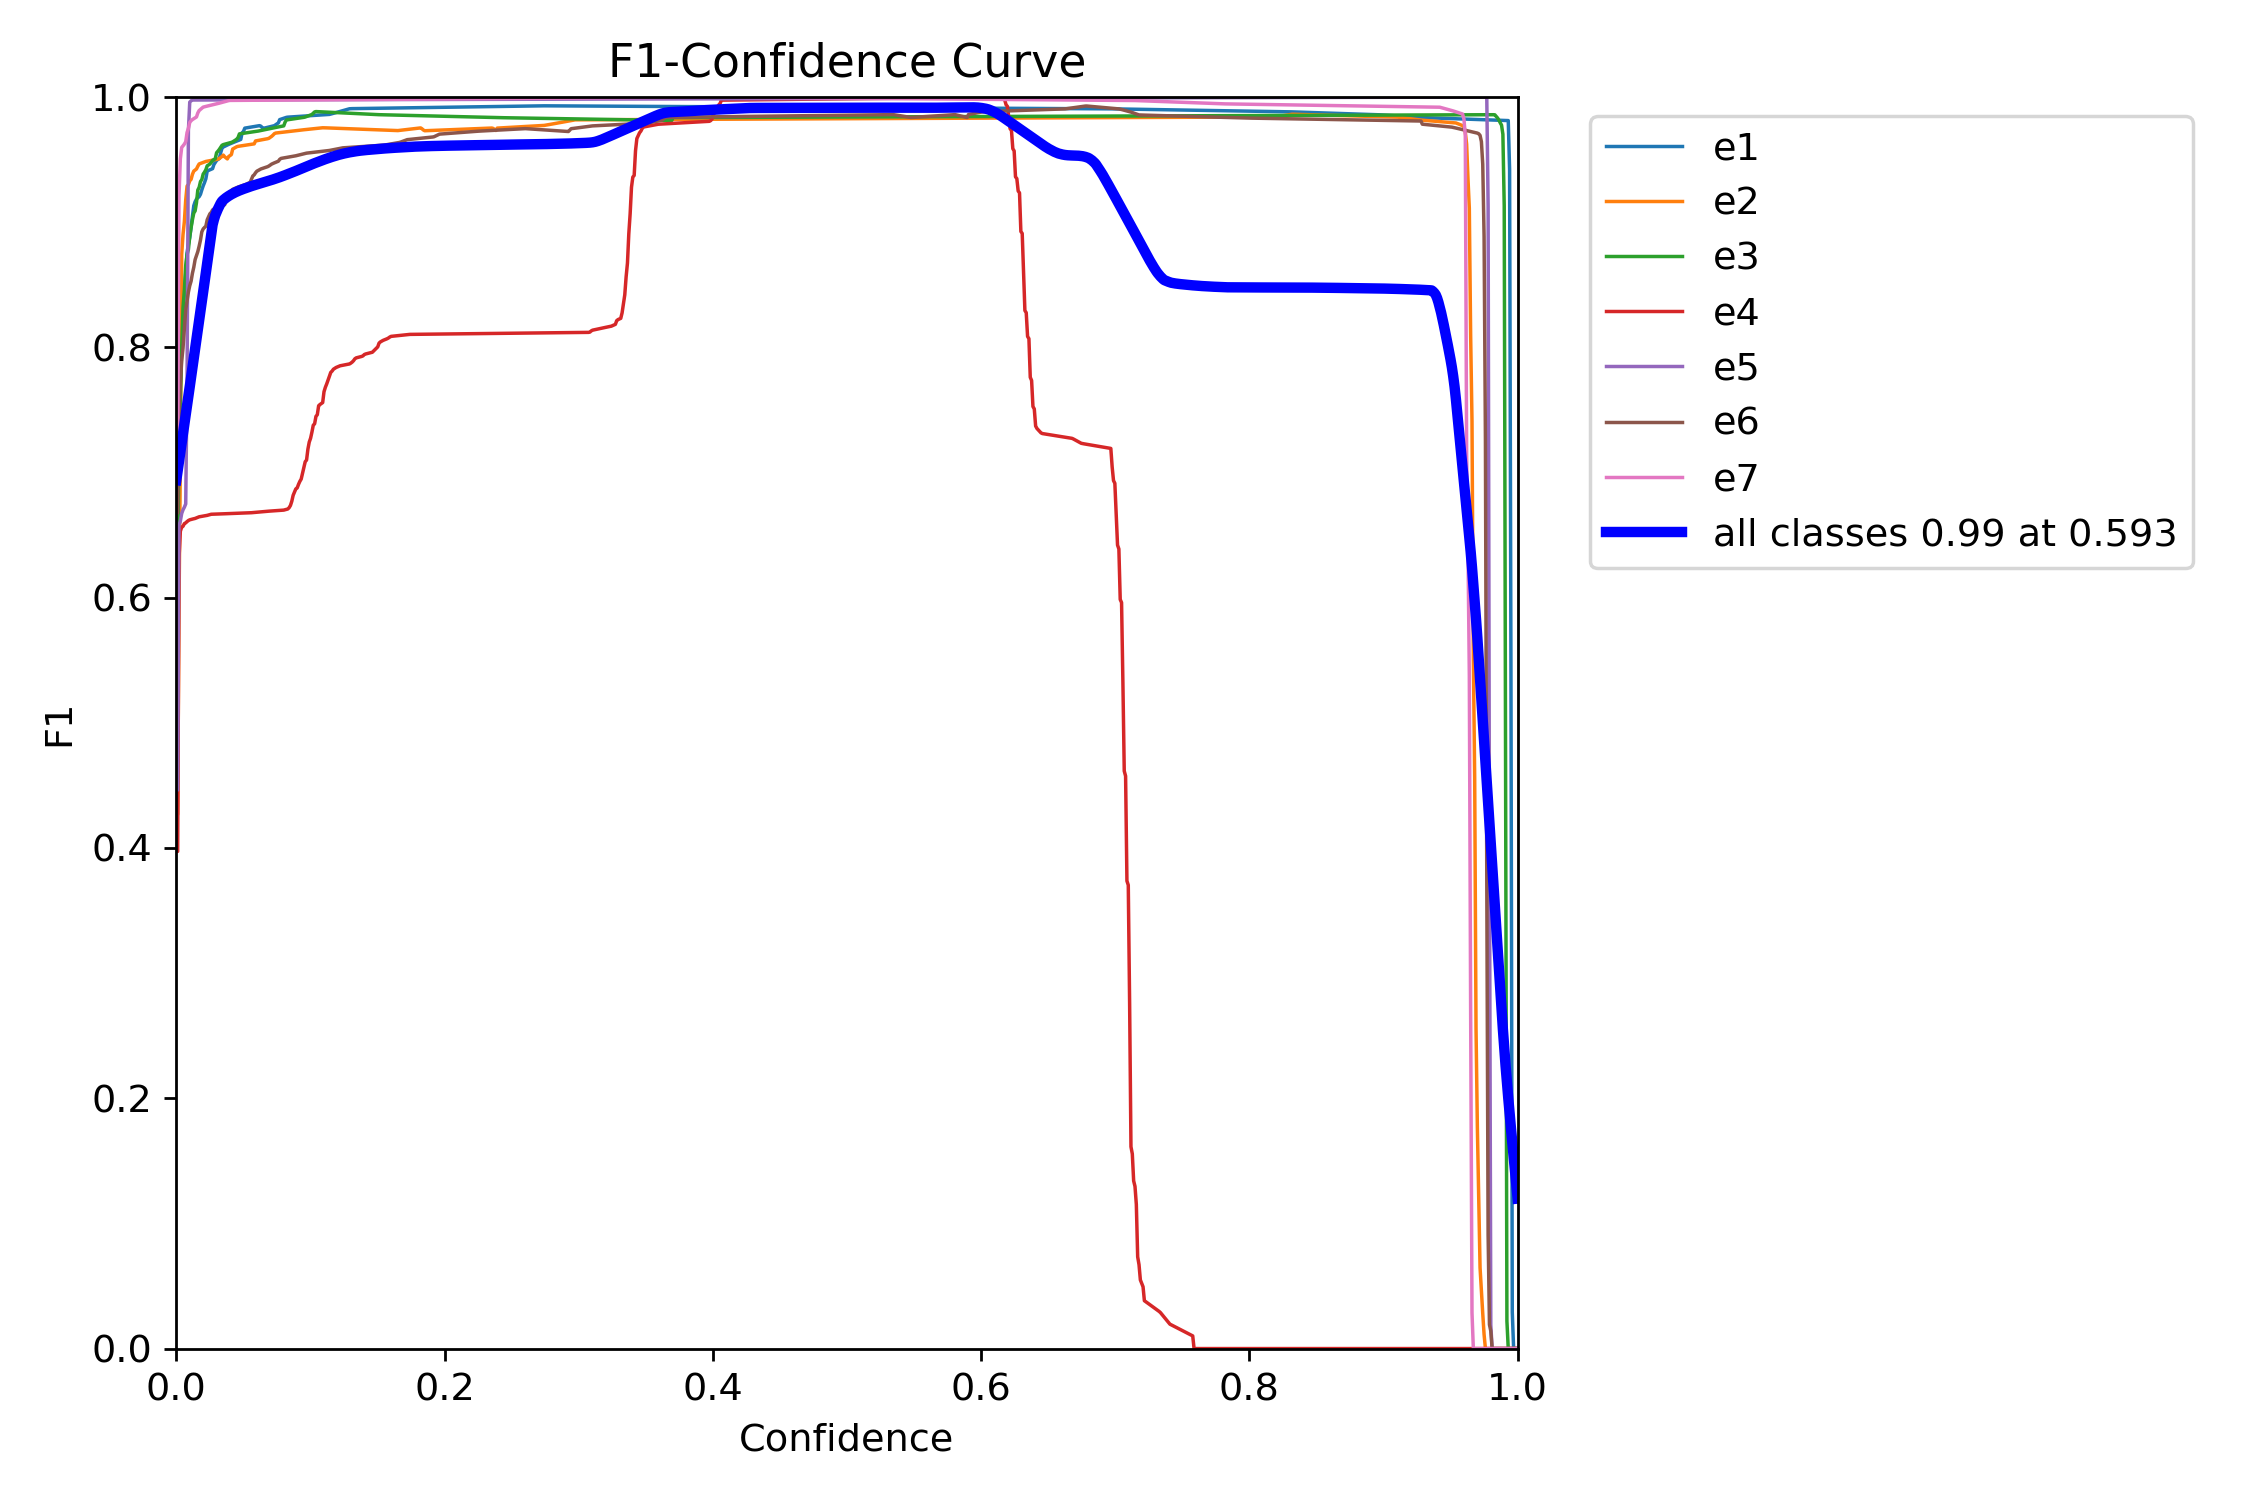 F1-Confidence Curve
1.0
0.8
0.6
0.4
0.2
0.0
F1
0.0 0.2 0.4 0.6 0.8 1.0
Confidence
e1
e2
e3
e4
e5
e6
e7
all classes 0.99 at 0.593